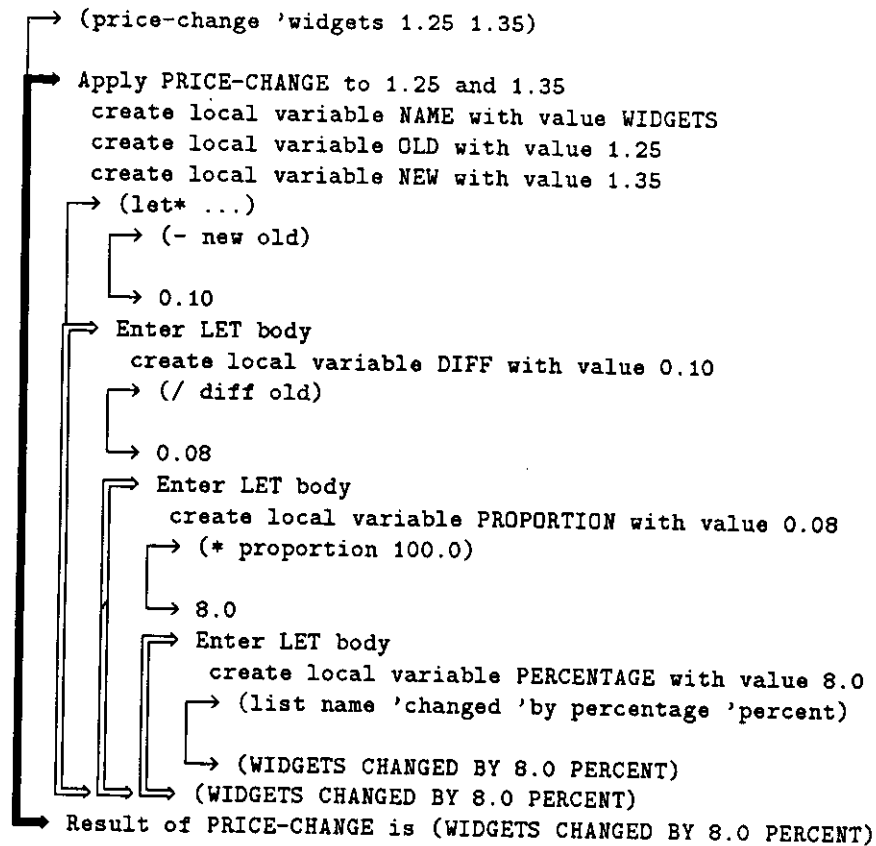 (price-change 'widgets 1.25 1.35)
Apply PRICE-CHANGE to 1.25 and 1.35
create local variable NAME with value WIDGETS
create local variable OLD with value 1.25
create local variable NEW with value 1.35
(let* ...)
(- new old)
0.10
Enter LET body
create local variable DIFF with value 0.10
(/ diff old)
0.08
Enter LET body
create local variable PROPORTION with value 0.08
(* proportion 100.0)
8.0
Enter LET body
create local variable PERCENTAGE with value 8.0
(list name 'changed 'by percentage 'percent)
(WIDGETS CHANGED BY 8.0 PERCENT)
(WIDGETS CHANGED BY 8.0 PERCENT)
Result of PRICE-CHANGE is (WIDGETS CHANGED BY 8.0 PERCENT)